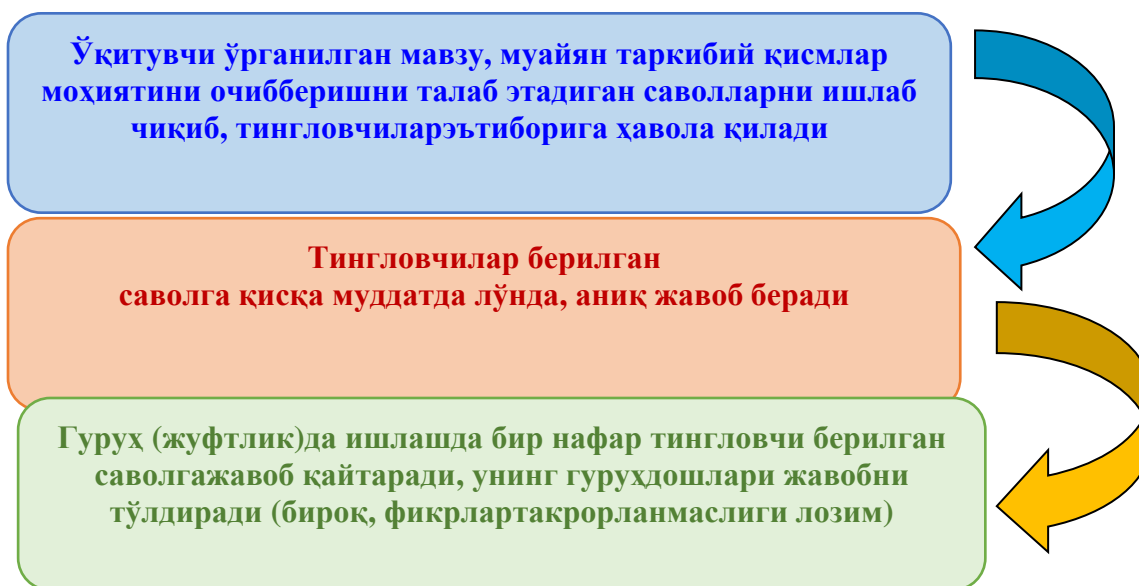 Ўқитувчи ўрганилган мавзу, муайян таркибий қисмлар
моҳиятини очибберишни талаб этадиган саволларни ишлаб
чиқиб, тингловчиларэътиборига ҳавола қилади
Тингловчилар берилган
саволга қисқа муддатда лўнда, аниқ жавоб беради
Гуруҳ (жуфтлик)да ишлашда бир нафар тингловчи берилган
саволгажавоб қайтаради, унинг гуруҳдошлари жавобни
тўлдиради (бироқ, фикрлартакрорланмаслиги лозим)